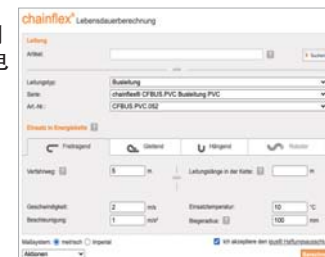 chainflex® Lebensdauerberechnung
Leitung
Artikel:
Leitungstyp: Busleitung
Serie: chainflex® CFBUS.PVC Busleitung PVC
Art.-Nr.: CFBUS.PVC.052
Einsatz in Energiekette
Freitragend Gleitend Hängend Roboter
Verfahrweg: 5 m Leitungslänge in der Kette: m
Geschwindigkeit: 2 m/s Einsatztemperatur: 10 °C
Beschleunigung: 1 m/s² Biegeradius: 100 mm
Maßsystem: metrisch Imperial Ich akzeptiere den
Aktionen